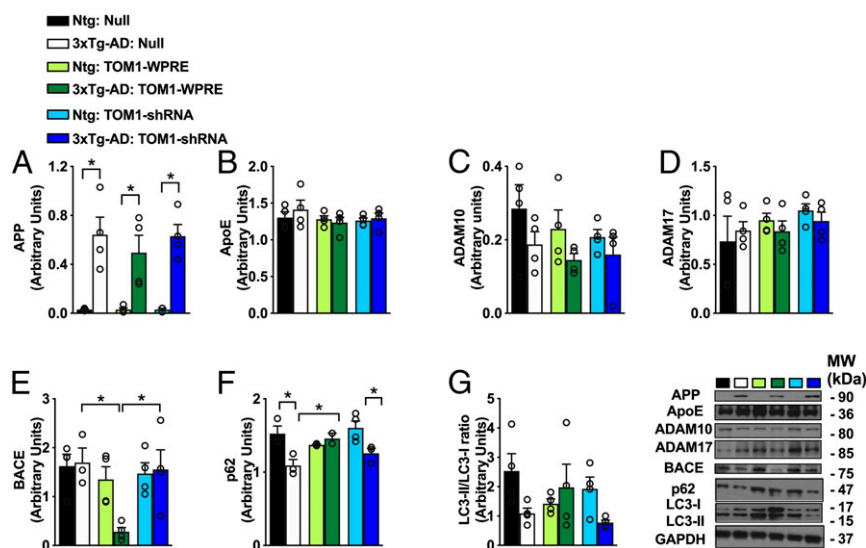 Ntg: Null
3xTg-AD: Null
Ntg: TOM1-WPRE
3xTg-AD: TOM1-WPRE
Ntg: TOM1-shRNA
3xTg-AD: TOM1-shRNA
A
APP
(Arbitrary Units)
1.2
0.8
0.4
0.0
*
*
*
B
ApoE
(Arbitrary Units)
2.0
1.5
1.0
0.5
0.0
C
ADAM10
(Arbitrary Units)
0.4
0.2
0.0
D
ADAM17
(Arbitrary Units)
1.5
1.0
0.5
0.0
E
BACE
(Arbitrary Units)
4
2
0
*
*
F
p62
(Arbitrary Units)
2
1
0
*
*
*
G
LC3-II/LC3-I ratio
(Arbitrary Units)
6
4
2
0
MW
(kDa)
APP - 90
ApoE - 36
ADAM10 - 80
ADAM17 - 85
BACE - 75
p62 - 47
LC3-I - 17
LC3-II - 15
GAPDH - 37